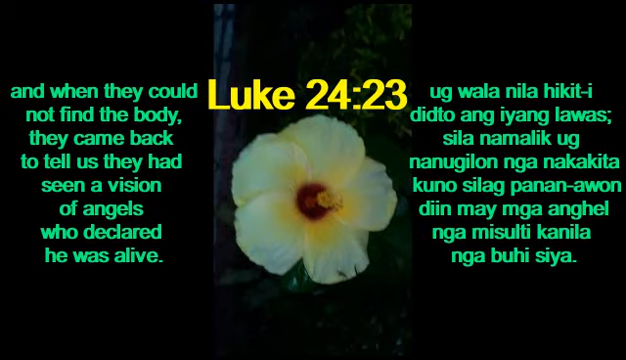 Luke 24:23
and when they could
not find the body,
they came back
to tell us they had
seen a vision
of angels
who declared
he was alive.
ug wala nila hikit-i
didto ang iyang lawas;
sila namalik ug
nanugilon nga nakakita
kuno silag panan-awon
diin may mga anghel
nga misulti kanila
nga buhi siya.